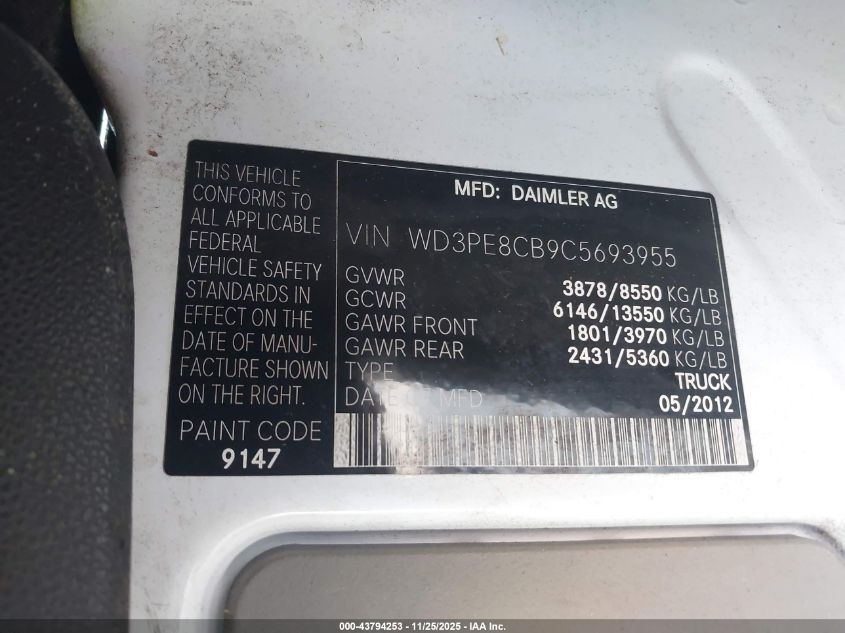 THIS VEHICLE
CONFORMS TO
ALL APPLICABLE
FEDERAL
VEHICLE SAFETY
STANDARDS IN
EFFECT ON THE
DATE OF MANU-
FACTURE SHOWN
ON THE RIGHT.
PAINT CODE
9147
MFD: DAIMLER AG
VIN WD3PE8CB9C5693955
GVWR 3878/8550 KG/LB
GCWR 6146/13550 KG/LB
GAWR FRONT 1801/3970 KG/LB
GAWR REAR 2431/5360 KG/LB
TYPE TRUCK
DATE MFD 05/2012
000-43794253 — 11/25/2025 — IAA Inc.